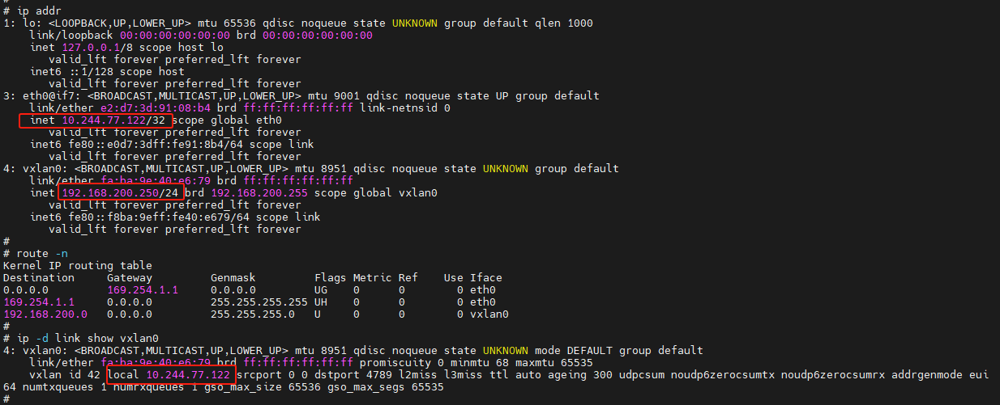 #
# ip addr
1: lo: <LOOPBACK,UP,LOWER_UP> mtu 65536 qdisc noqueue state UNKNOWN group default qlen 1000
link/loopback 00:00:00:00:00:00 brd 00:00:00:00:00:00
inet 127.0.0.1/8 scope host lo
valid_lft forever preferred_lft forever
inet6 ::1/128 scope host
valid_lft forever preferred_lft forever
3: eth0@if7: <BROADCAST,MULTICAST,UP,LOWER_UP> mtu 9001 qdisc noqueue state UP group default
link/ether e2:d7:3d:91:08:b4 brd ff:ff:ff:ff:ff:ff link-netnsid 0
inet 10.244.77.122/32 scope global eth0
valid_lft forever preferred_lft forever
inet6 fe80::e0d7:3dff:fe91:8b4/64 scope link
valid_lft forever preferred_lft forever
4: vxlan0: <BROADCAST,MULTICAST,UP,LOWER_UP> mtu 8951 qdisc noqueue state UNKNOWN group default
link/ether fa:ba:9e:40:e6:79 brd ff:ff:ff:ff:ff:ff
inet 192.168.200.250/24 brd 192.168.200.255 scope global vxlan0
valid_lft forever preferred_lft forever
inet6 fe80::f8ba:9eff:fe40:e679/64 scope link
valid_lft forever preferred_lft forever
#
# route -n
Kernel IP routing table
Destination Gateway Genmask Flags Metric Ref Use Iface
0.0.0.0 169.254.1.1 0.0.0.0 UG 0 0 0 eth0
169.254.1.1 0.0.0.0 255.255.255.255 UH 0 0 0 eth0
192.168.200.0 0.0.0.0 255.255.255.0 U 0 0 0 vxlan0
#
# ip -d link show vxlan0
4: vxlan0: <BROADCAST,MULTICAST,UP,LOWER_UP> mtu 8951 qdisc noqueue state UNKNOWN mode DEFAULT group default
link/ether fa:ba:9e:40:e6:79 brd ff:ff:ff:ff:ff:ff promiscuity 0 minmtu 68 maxmtu 65535
vxlan id 42 local 10.244.77.122 srcport 0 0 dstport 4789 l2miss l3miss ttl auto ageing 300 udpcsum noudp6zerocsumtx noudp6zerocsumrx addrgenmode eui
64 numtxqueues 1 numrxqueues 1 gso_max_size 65536 gso_max_segs 65535
#